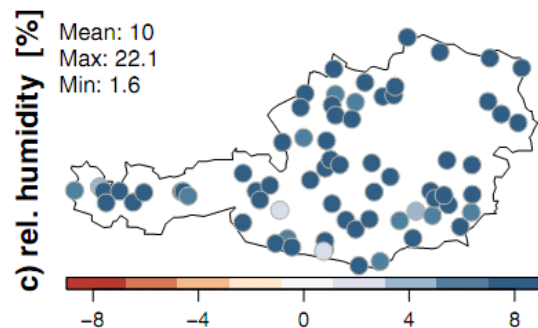 c) rel. humidity [%]
Mean: 10
Max: 22.1
Min: 1.6
−8 −4 0 4 8